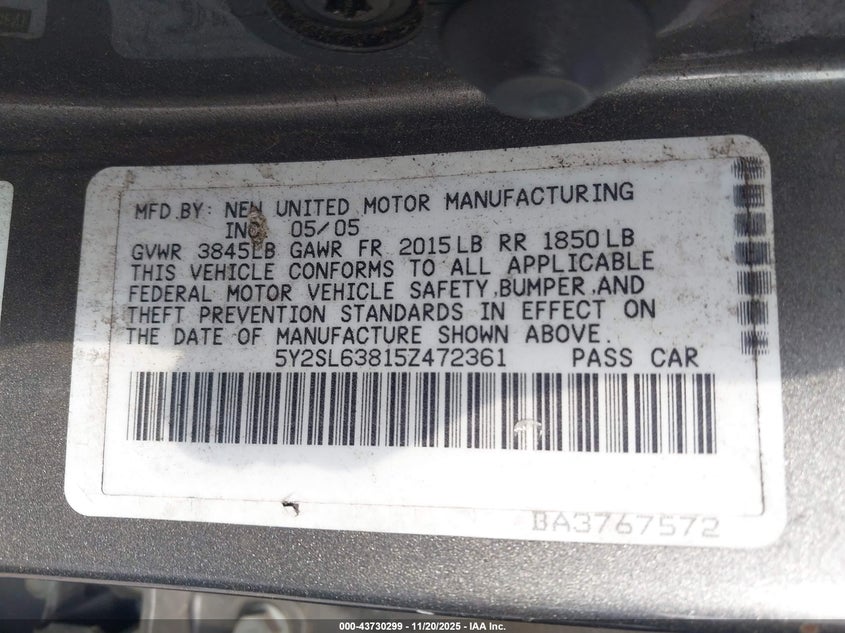 MFD.BY: NEW UNITED MOTOR MANUFACTURING
INC. 05/05
GVWR 3845LB GAWR FR 2015LB RR 1850LB
THIS VEHICLE CONFORMS TO ALL APPLICABLE
FEDERAL MOTOR VEHICLE SAFETY,BUMPER,AND
THEFT PREVENTION STANDARDS IN EFFECT ON
THE DATE OF MANUFACTURE SHOWN ABOVE.
5Y2SL63815Z472361 PASS CAR
BA3767572
000-43730299 - 11/20/2025 - IAA Inc.